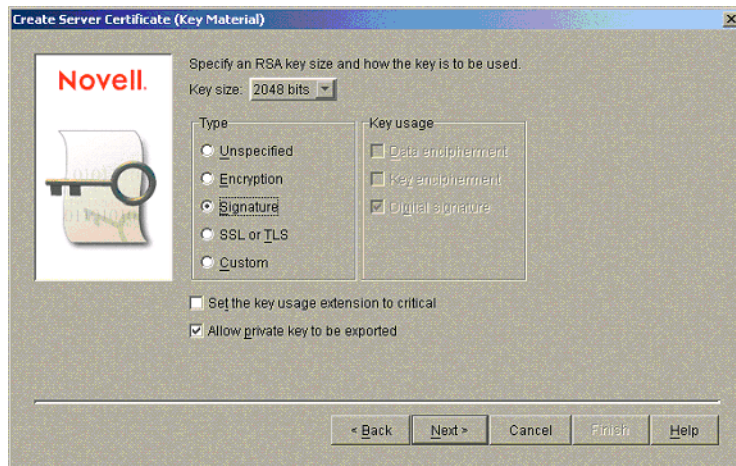 Create Server Certificate (Key Material)
Novell.
Specify an RSA key size and how the key is to be used.
Key size: 2048 bits
Type
Unspecified
Encryption
Signature
SSL or TLS
Custom
Key usage
Data encipherment
Key encipherment
Digital signature
Set the key usage extension to critical
Allow private key to be exported
< Back
Next >
Cancel
Finish
Help